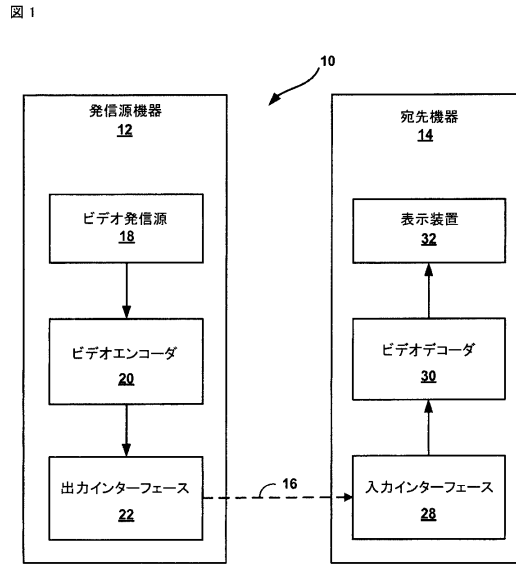 図1
10
発信源機器
12
ビデオ発信源
18
ビデオエンコーダ
20
出力インターフェース
22
16
宛先機器
14
表示装置
32
ビデオデコーダ
30
入力インターフェース
28